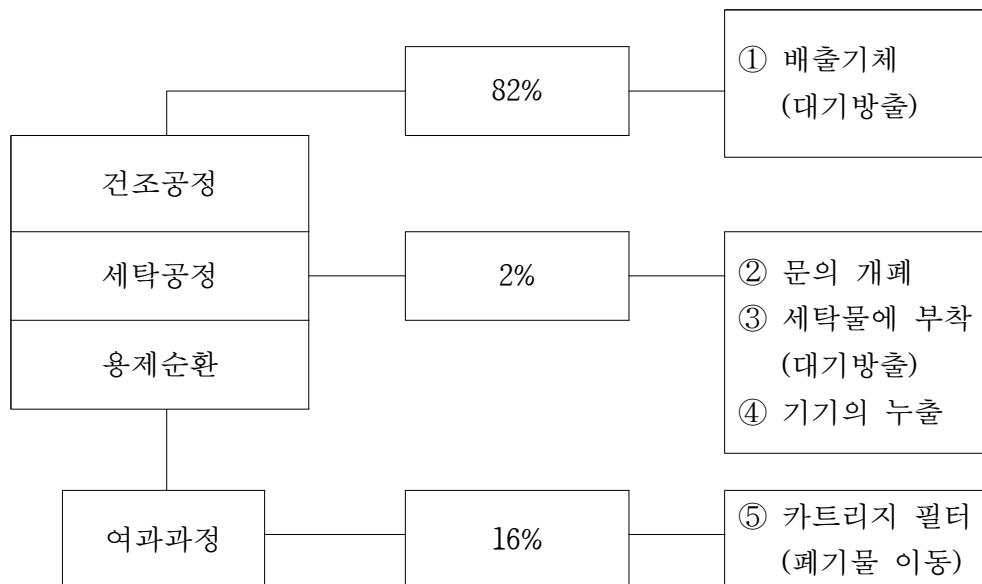 82%
① 배출기체
(대기방출)
건조공정
세탁공정
용제순환
2%
② 문의 개폐
③ 세탁물에 부착
(대기방출)
④ 기기의 누출
여과과정
16%
⑤ 카트리지 필터
(폐기물 이동)